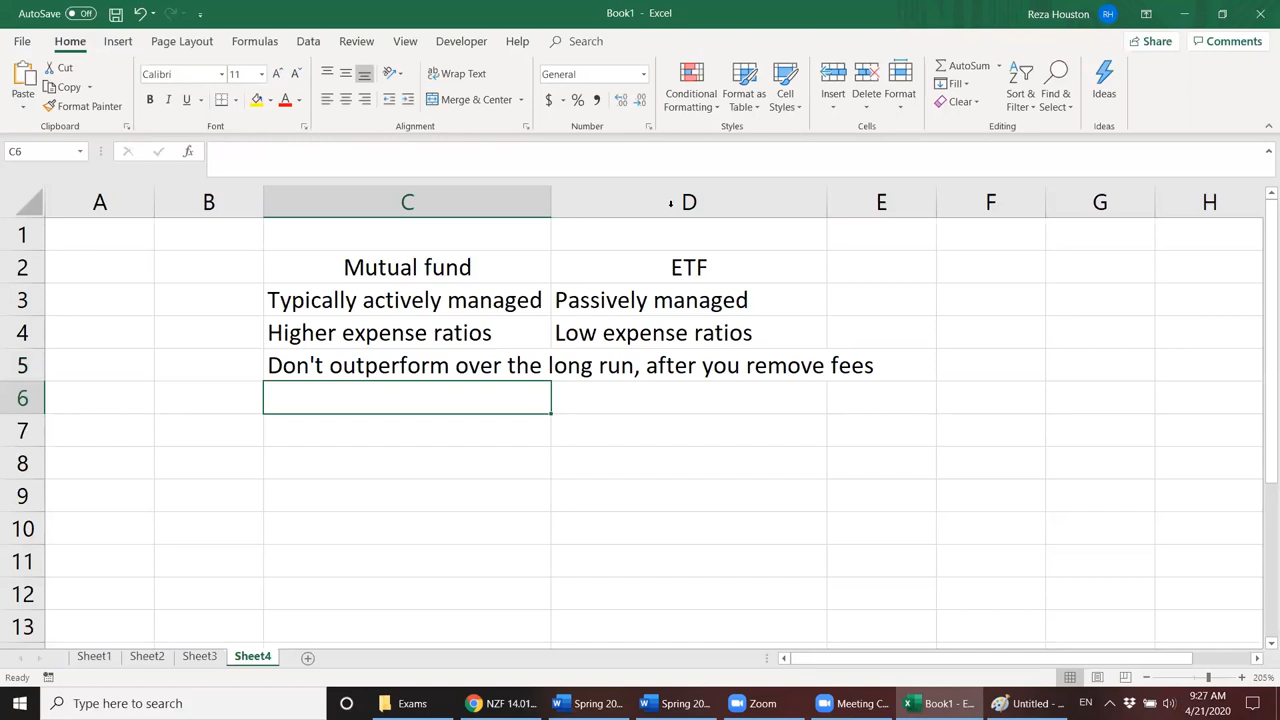 AutoSave Off
Book1 - Excel
Reza Houston RH
File Home Insert Page Layout Formulas Data Review View Developer Help Search
Share Comments
Paste Cut Copy Format Painter
Calibri 11
B I U
Wrap Text
Merge & Center
General
$ % ,
Conditional Formatting
Format as Table
Cell Styles
Insert Delete Format
AutoSum
Fill
Clear
Sort & Filter
Find & Select
Ideas
Clipboard Font Alignment Number Styles Cells Editing Ideas
C6 fx
A B C D E F G H
1
2 Mutual fund ETF
3 Typically actively managed Passively managed
4 Higher expense ratios Low expense ratios
5 Don't outperform over the long run, after you remove fees
6
7
8
9
10
11
12
13
Sheet1 Sheet2 Sheet3 Sheet4
Ready 205%
Type here to search Exams NZF 14.01... Spring 20... Spring 20... Zoom Meeting C... Book1 - E... Untitled - ... EN 9:27 AM
4/21/2020